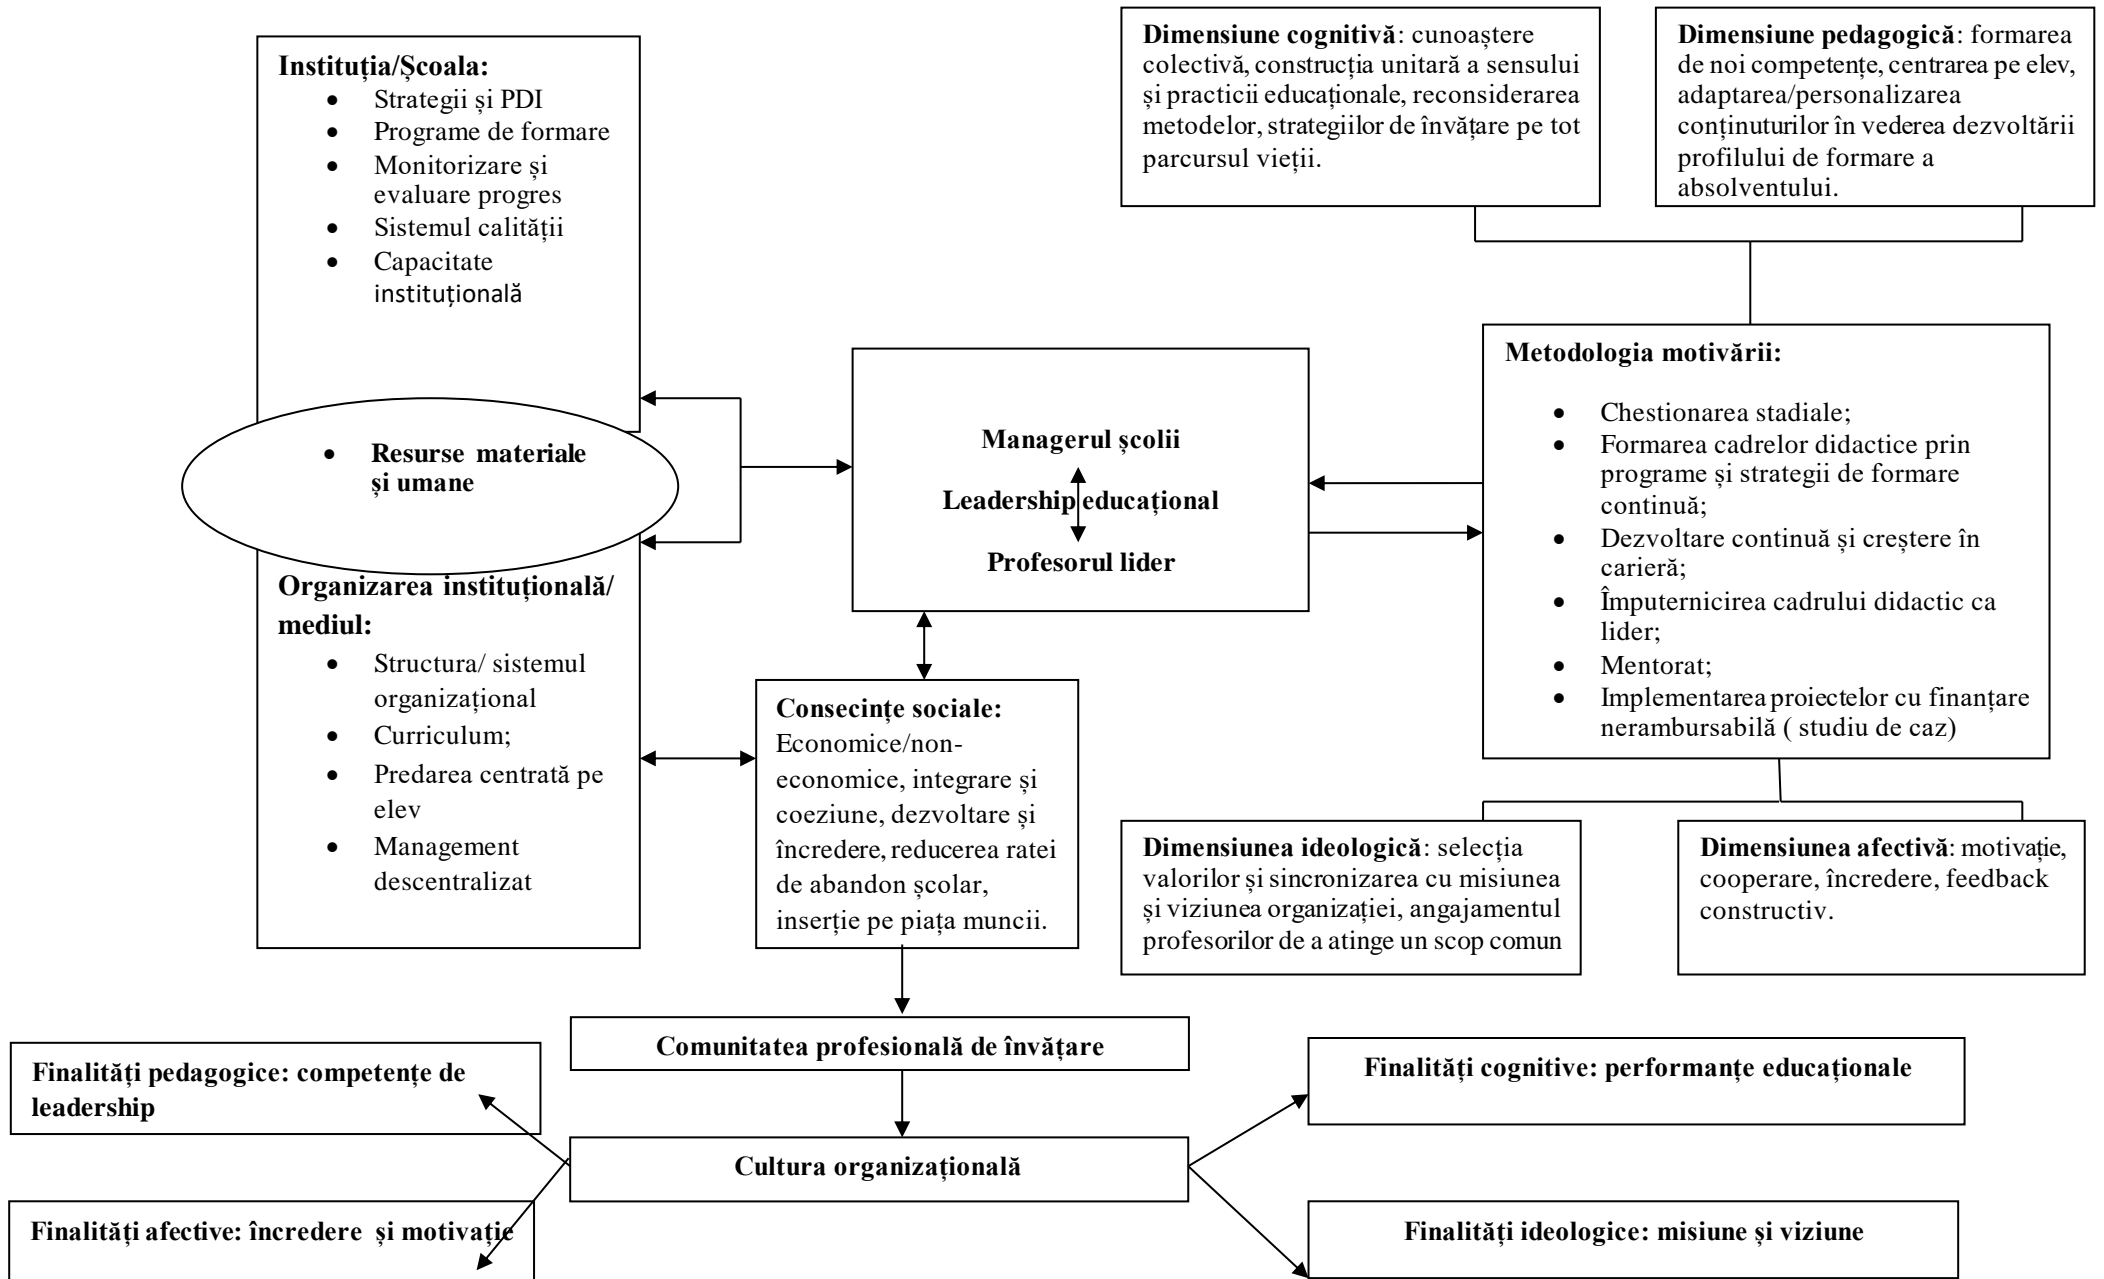 Instituția/Școala:
• Strategii și PDI
• Programe de formare
• Monitorizare și
evaluare progres
• Sistemul calității
• Capacitate
instituțională
• Resurse materiale
și umane
Organizarea instituțională/
mediul:
• Structura/ sistemul
organizațional
• Curriculum;
• Predarea centrată pe
elev
• Management
descentralizat
Dimensiune cognitivă: cunoaștere
colectivă, construcția unitară a sensului
și practicii educaționale, reconsiderarea
metodelor, strategiilor de învățare pe tot
parcursul vieții.
Dimensiune pedagogică: formarea
de noi competențe, centrarea pe elev,
adaptarea/personalizarea
conținuturilor în vederea dezvoltării
profilului de formare a
absolventului.
Managerul școlii
Leadership educațional
Profesorul lider
Metodologia motivării:
• Chestionarea stadiale;
• Formarea cadrelor didactice prin
programe și strategii de formare
continuă;
• Dezvoltare continuă și creștere în
carieră;
• Împuternicirea cadrului didactic ca
lider;
• Mentorat;
• Implementarea proiectelor cu finanțare
nerambursabilă ( studiu de caz)
Consecințe sociale:
Economice/non-
economice, integrare și
coeziune, dezvoltare și
încredere, reducerea ratei
de abandon școlar,
inserție pe piața muncii.
Dimensiunea ideologică: selecția
valorilor și sincronizarea cu misiunea
și viziunea organizației, angajamentul
profesorilor de a atinge un scop comun
Dimensiunea afectivă: motivație,
cooperare, încredere, feedback
constructiv.
Comunitatea profesională de învățare
Finalități pedagogice: competențe de
leadership
Finalități cognitive: performanțe educaționale
Cultura organizațională
Finalități afective: încredere și motivație
Finalități ideologice: misiune și viziune